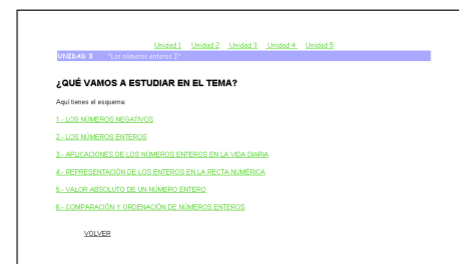 Unidad 1 Unidad 2 Unidad 3 Unidad 4 Unidad 5
UNIDAD 3 "Los números enteros I"
¿QUÉ VAMOS A ESTUDIAR EN EL TEMA?
Aquí tienes el esquema:
1.- LOS NÚMEROS NEGATIVOS
2.- LOS NÚMEROS ENTEROS
3.- APLICACIONES DE LOS NÚMEROS ENTEROS EN LA VIDA DIARIA
4.- REPRESENTACIÓN DE LOS ENTEROS EN LA RECTA NUMÉRICA
5.- VALOR ABSOLUTO DE UN NÚMERO ENTERO
6.- COMPARACIÓN Y ORDENACIÓN DE NÚMEROS ENTEROS
VOLVER